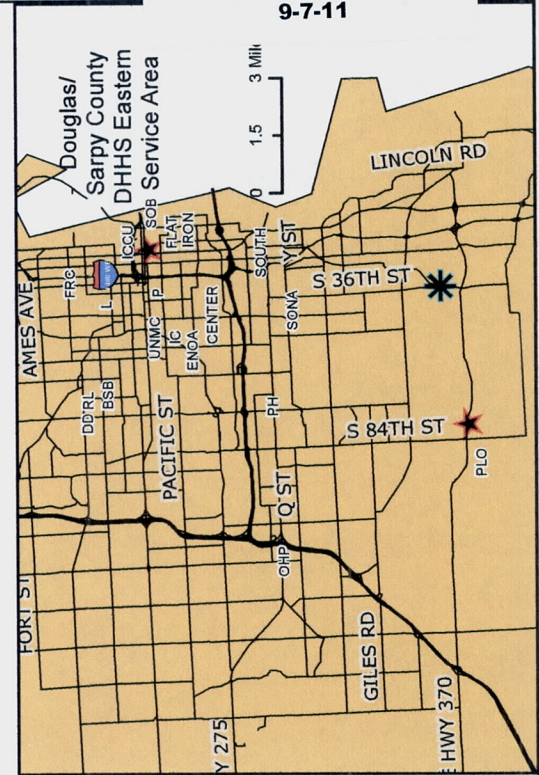 9-7-11
Douglas/
Sarpy County
DHHS Eastern
Service Area
0 1.5 3 Mil
AMES AVE
FORT ST
FRC
ICCU
SOB
L
P
FLAT
IRON
UNMC
IC
ENOA
CENTER
SOUTH
Y ST
LINCOLN RD
S 36TH ST
SONA
DD RL
BSB
PACIFIC ST
PH
S 84TH ST
PLO
Q ST
OHP
GILES RD
Y 275
E HWY 370